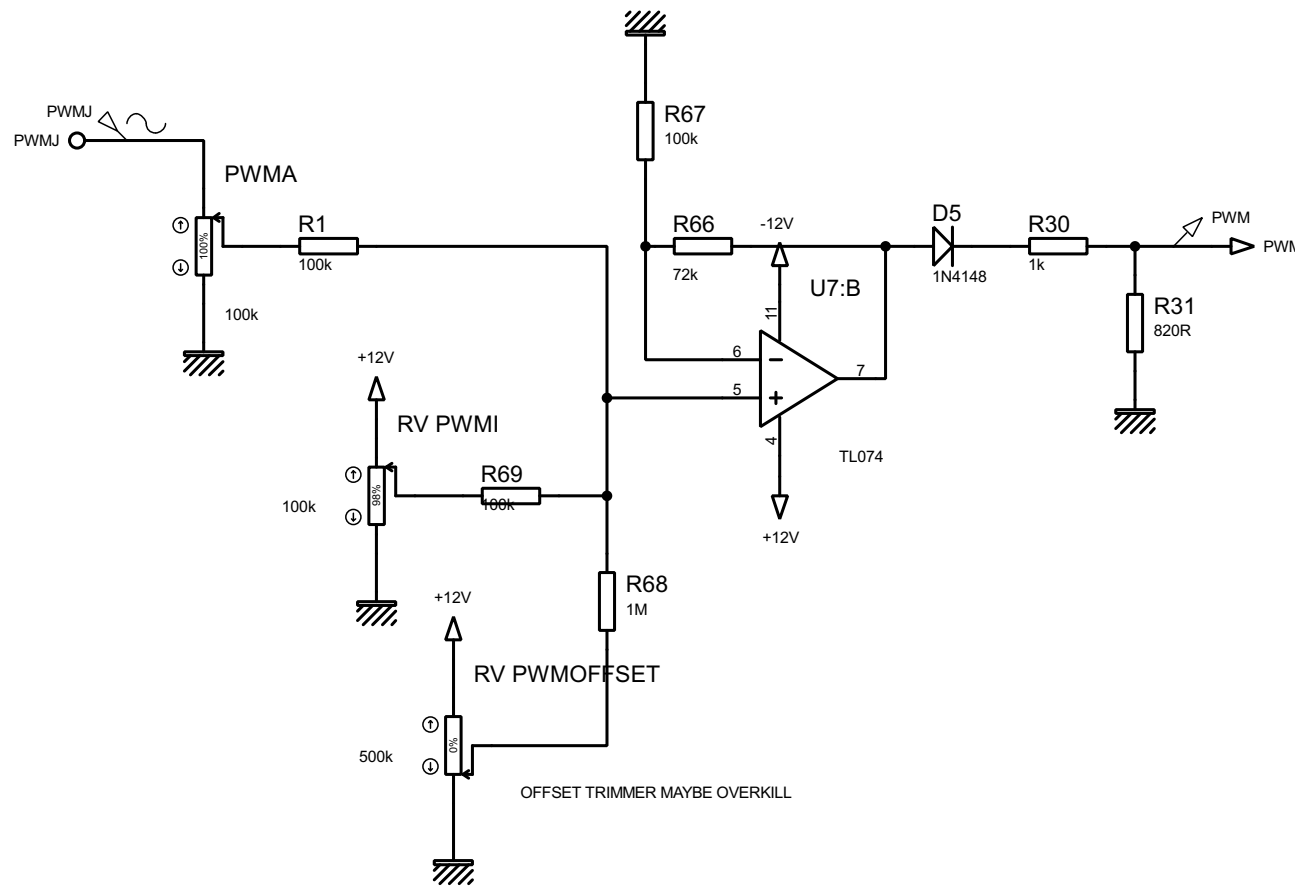 R67
100k
PWMJ
PWMJ
PWMA
100%
100k
R1
100k
R66
72k
-12V
D5
1N4148
R30
1k
PWM
PWM
R31
820R
U7:B
11
6
5
7
4
TL074
+12V
+12V
RV PWMI
98%
100k
R69
100k
R68
1M
+12V
RV PWMOFFSET
0%
500k
OFFSET TRIMMER MAYBE OVERKILL